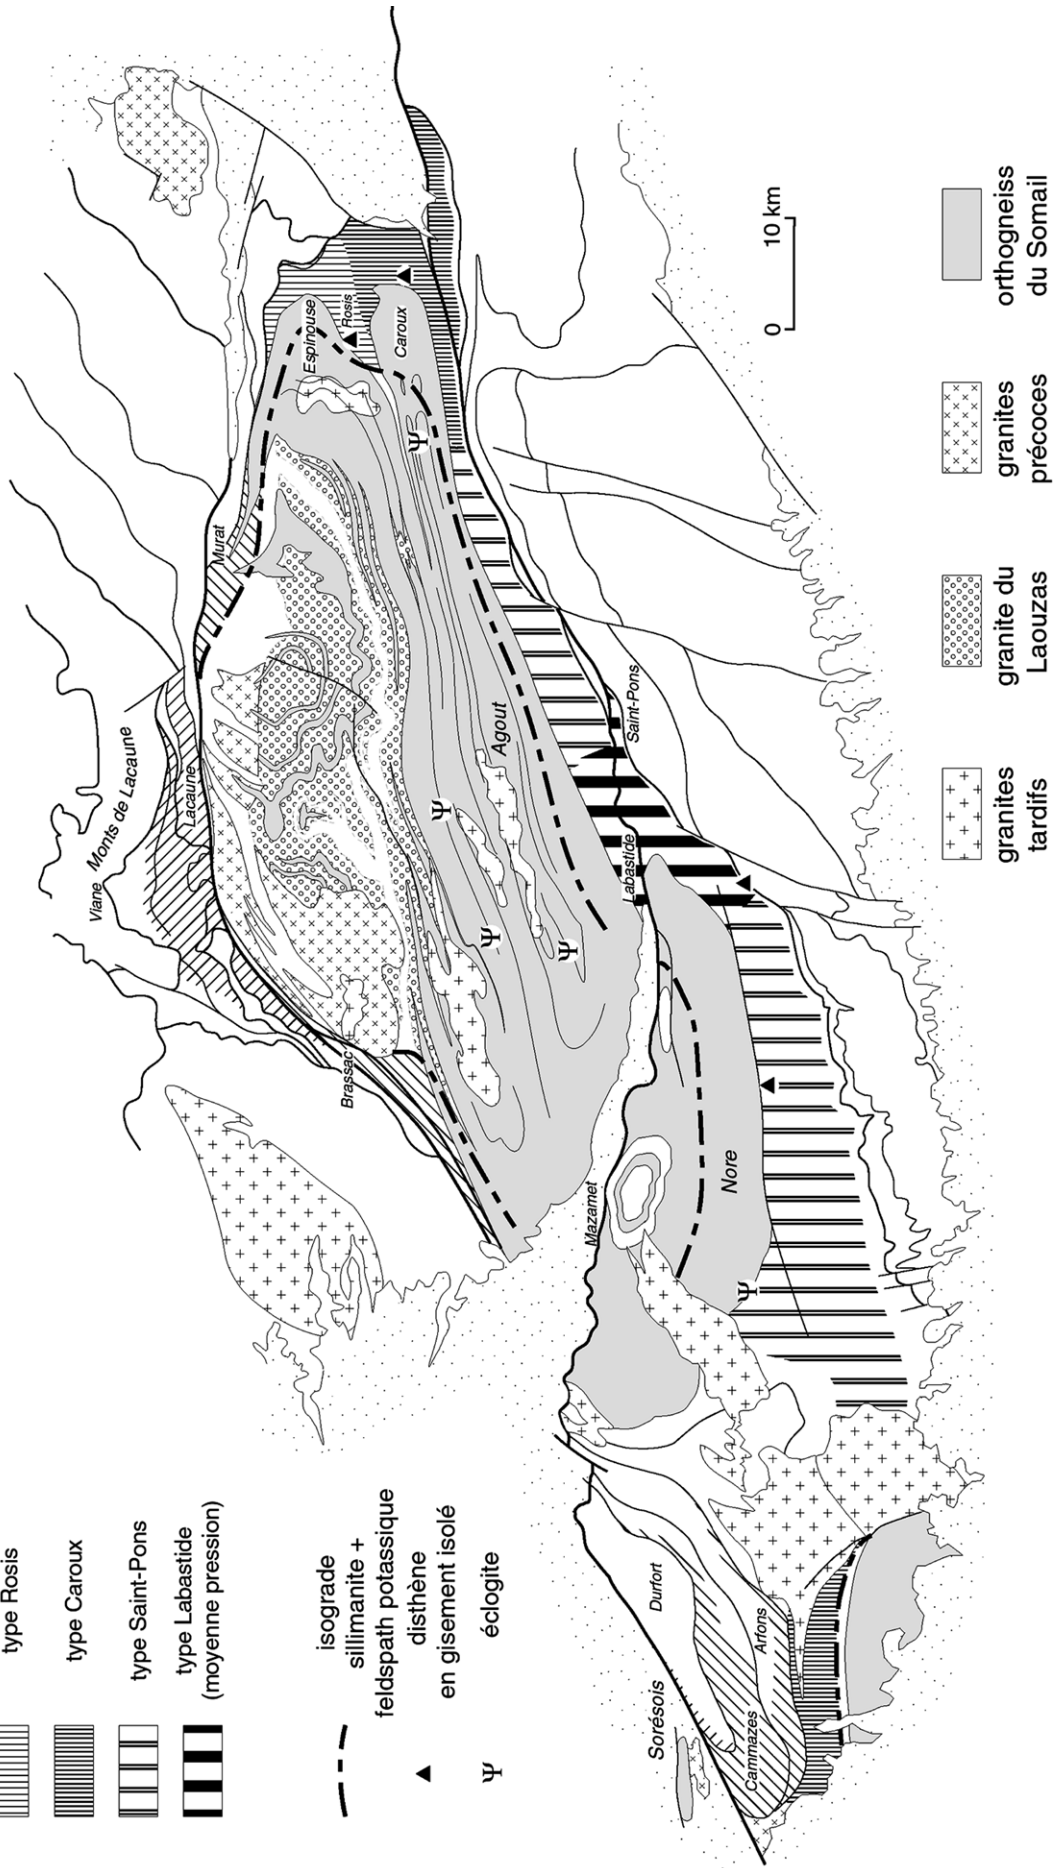 type Rosis
type Caroux
type Saint-Pons
type Labastide
(moyenne pression)
isograde
sillimanite +
feldspath potassique
disthène
en gisement isolé
Ψ éclogite
Viane
Monts de Lacaune
Lacaune
Murat
Brassac
Espinouse
Rosis
Caroux
Ψ
Ψ
Ψ
Ψ
Agout
Saint-Pons
Labastide
Mazamet
Nore
Ψ
Sorésois
Durfort
Arfons
Cammazes
0 10 km
granites
tardifs
granite du
Laouzas
granites
précoces
orthogneiss
du Somail